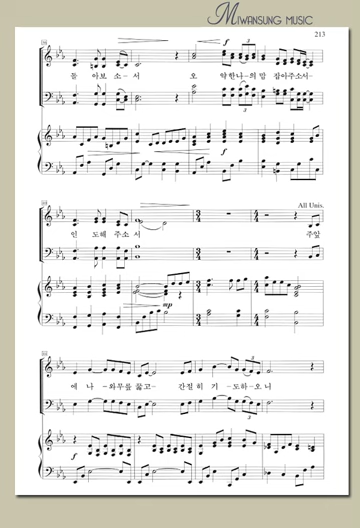 MIWANSUNG MUSIC
213
돌 아보 소 - 서 오 약한나 - 의 맘 잡아주소서 -
All Unis.
인 도해 주소 서 주앞
에 나 - 와무릎 꿇고 - 간절히 기 - 도하 - 오니